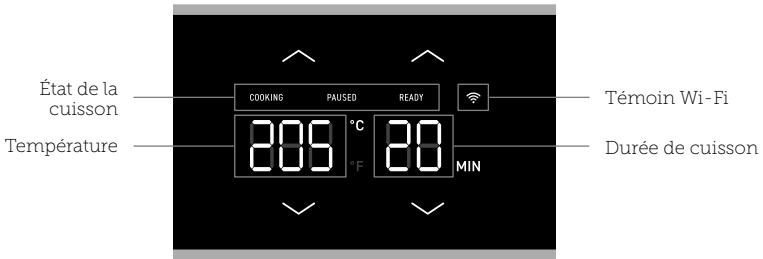 État de la
cuisson
COOKING PAUSED READY
Témoin Wi-Fi
Température
205 °C
°F
20 MIN
Durée de cuisson